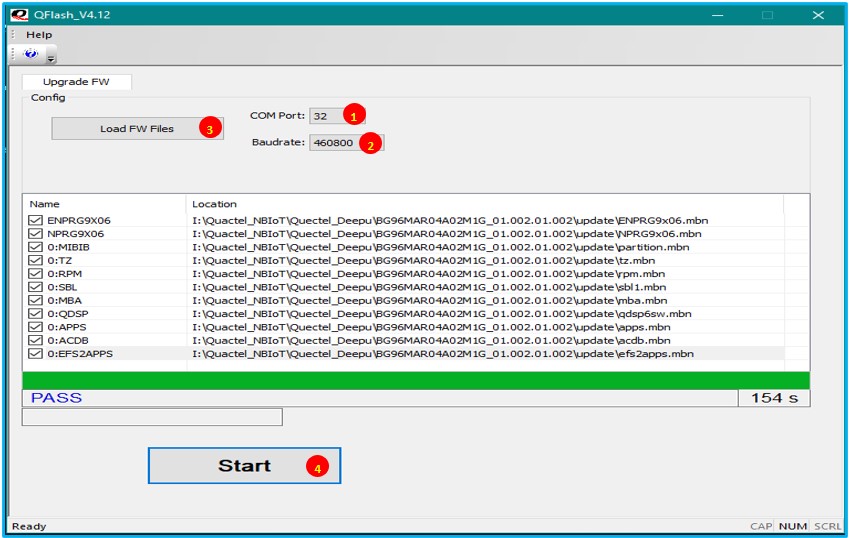 QFlash_V4.12
Help
Upgrade FW
Config
Load FW Files 3
COM Port: 32 1
Baudrate: 460800 2
Name Location
ENPRG9X06 I:\Quactel_NBIoT\Quectel_Deepu\BG96MAR04A02M1G_01.002.01.002\update\ENPRG9x06.mbn
NPRG9X06 I:\Quactel_NBIoT\Quectel_Deepu\BG96MAR04A02M1G_01.002.01.002\update\NPRG9x06.mbn
0:MIBIB I:\Quactel_NBIoT\Quectel_Deepu\BG96MAR04A02M1G_01.002.01.002\update\partition.mbn
0:TZ I:\Quactel_NBIoT\Quectel_Deepu\BG96MAR04A02M1G_01.002.01.002\update\tz.mbn
0:RPM I:\Quactel_NBIoT\Quectel_Deepu\BG96MAR04A02M1G_01.002.01.002\update\rpm.mbn
0:SBL I:\Quactel_NBIoT\Quectel_Deepu\BG96MAR04A02M1G_01.002.01.002\update\sbl1.mbn
0:MBA I:\Quactel_NBIoT\Quectel_Deepu\BG96MAR04A02M1G_01.002.01.002\update\mba.mbn
0:QDSP I:\Quactel_NBIoT\Quectel_Deepu\BG96MAR04A02M1G_01.002.01.002\update\qdsp6sw.mbn
0:APPS I:\Quactel_NBIoT\Quectel_Deepu\BG96MAR04A02M1G_01.002.01.002\update\apps.mbn
0:ACDB I:\Quactel_NBIoT\Quectel_Deepu\BG96MAR04A02M1G_01.002.01.002\update\acdb.mbn
0:EFS2APPS I:\Quactel_NBIoT\Quectel_Deepu\BG96MAR04A02M1G_01.002.01.002\update\efs2apps.mbn
PASS 154 s
Start 4
Ready CAP NUM SCRL